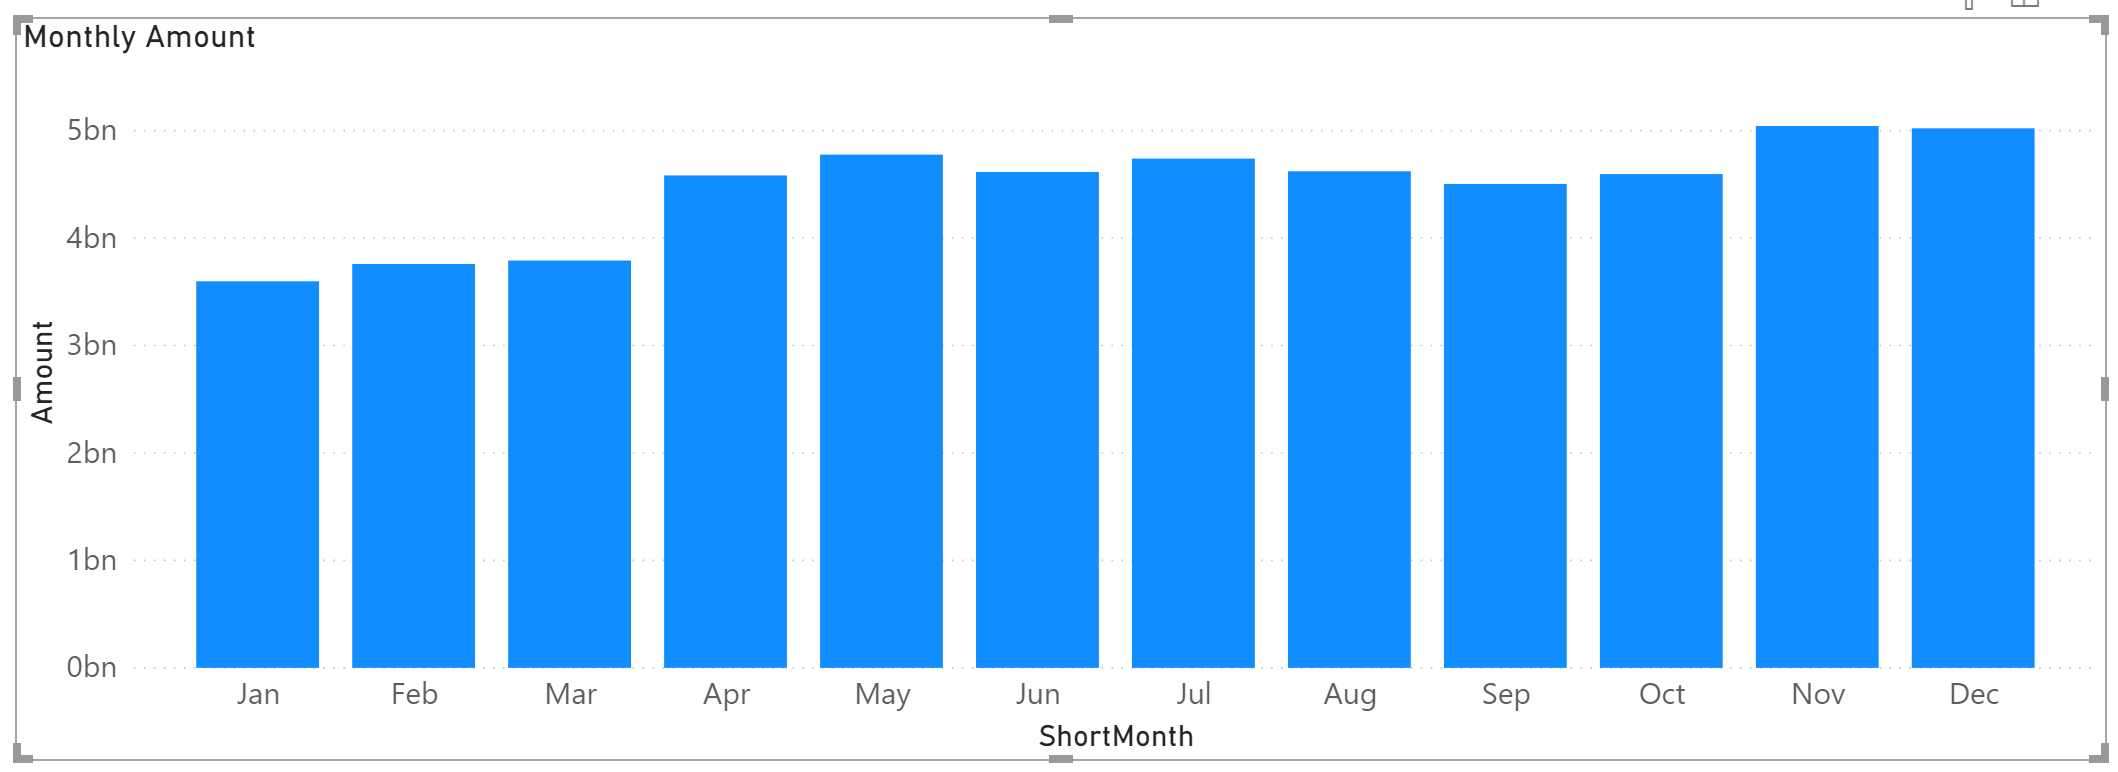 Monthly Amount
5bn
4bn
3bn
2bn
1bn
0bn
Amount
Jan Feb Mar Apr May Jun Jul Aug Sep Oct Nov Dec
ShortMonth